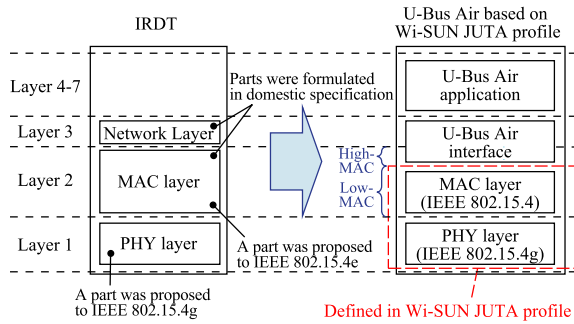 IRDT
U-Bus Air based on
Wi-SUN JUTA profile
Layer 4-7
Parts were formulated
in domestic specification
U-Bus Air
application
Layer 3
Network Layer
U-Bus Air
interface
High-
MAC
Layer 2
MAC layer
Low-
MAC
MAC layer
(IEEE 802.15.4)
Layer 1
PHY layer
A part was proposed
to IEEE 802.15.4e
PHY layer
(IEEE 802.15.4g)
A part was proposed
to IEEE 802.15.4g
Defined in Wi-SUN JUTA profile